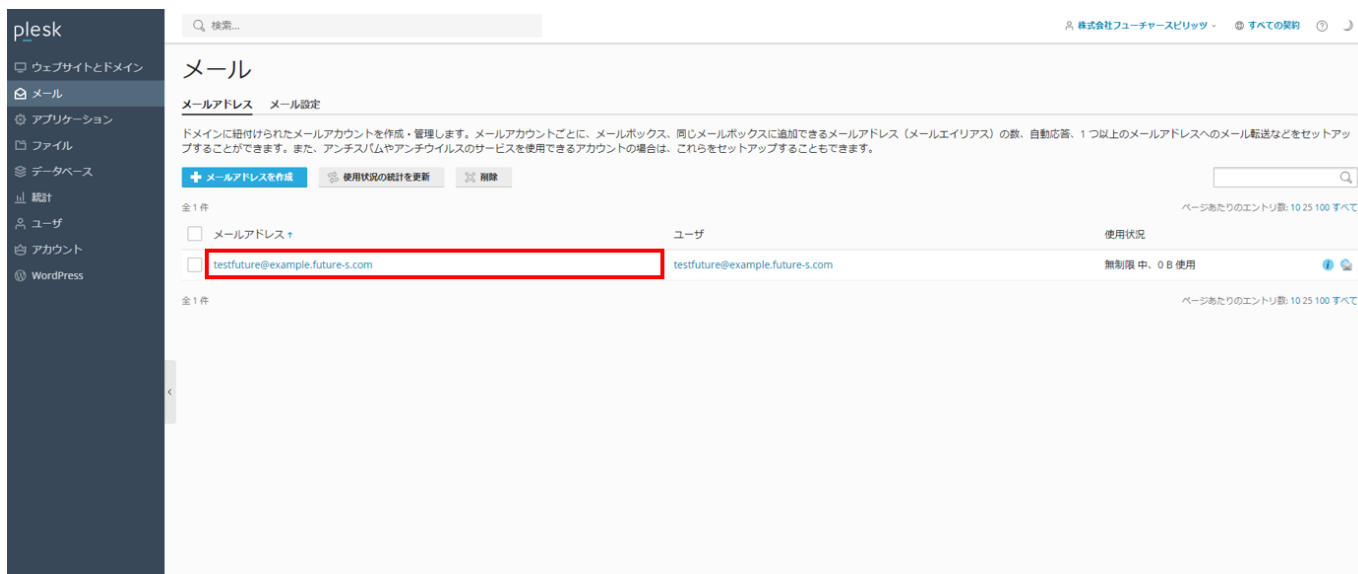 plesk
検索...
株式会社フューチャースピリッツ
すべての契約
ウェブサイトとドメイン
メール
アプリケーション
ファイル
データベース
統計
ユーザ
アカウント
WordPress
メール
メールアドレス メール設定
ドメインに紐付けられたメールアカウントを作成・管理します。メールアカウントごとに、メールボックス、同じメールボックスに追加できるメールアドレス（メールエイリアス）の数、自動応答、1 つ以上のメールアドレスへのメール転送などをセットアッ
プすることができます。また、アンチスパムやアンチウイルスのサービスを使用できるアカウントの場合は、これらをセットアップすることもできます。
メールアドレスを作成 使用状況の統計を更新 削除
全 1 件 ページあたりのエントリ数: 10 25 100 すべて
メールアドレス ↑ ユーザ 使用状況
testfuture@example.future-s.com testfuture@example.future-s.com 無制限 中、0 B 使用
全 1 件 ページあたりのエントリ数: 10 25 100 すべて